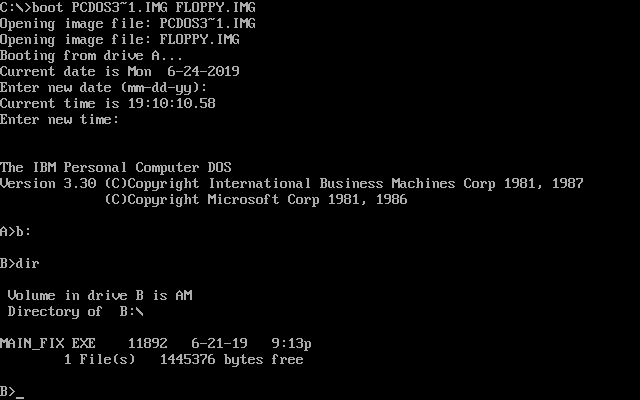 C:\>boot PCDOS3~1.IMG FLOPPY.IMG
Opening image file: PCDOS3~1.IMG
Opening image file: FLOPPY.IMG
Booting from drive A...
Current date is Mon  6-24-2019
Enter new date (mm-dd-yy):
Current time is 19:10:10.58
Enter new time:
The IBM Personal Computer DOS
Version 3.30 (C)Copyright International Business Machines Corp 1981, 1987
             (C)Copyright Microsoft Corp 1981, 1986
A>b:
B>dir
 Volume in drive B is AM
 Directory of  B:\
MAIN_FIX EXE    11892   6-21-19   9:13p
        1 File(s)   1445376 bytes free
B>_